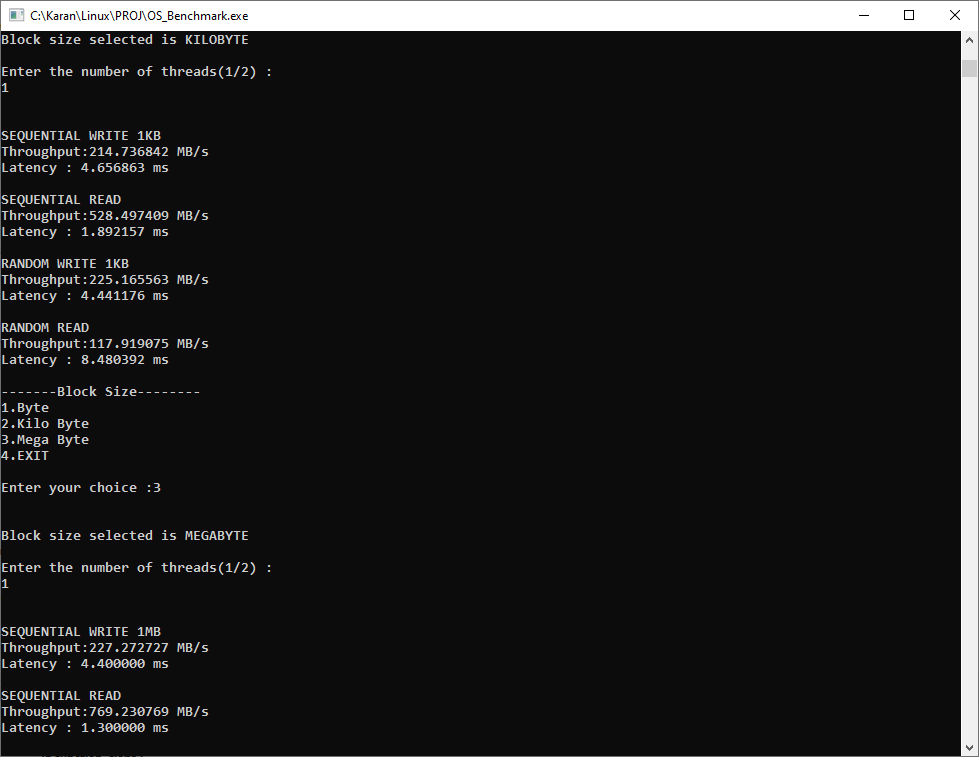 C:\Karan\Linux\PROJ\OS_Benchmark.exe
Block size selected is KILOBYTE
Enter the number of threads(1/2) :
1
SEQUENTIAL WRITE 1KB
Throughput:214.736842 MB/s
Latency : 4.656863 ms
SEQUENTIAL READ
Throughput:528.497409 MB/s
Latency : 1.892157 ms
RANDOM WRITE 1KB
Throughput:225.165563 MB/s
Latency : 4.441176 ms
RANDOM READ
Throughput:117.919075 MB/s
Latency : 8.480392 ms
-------Block Size--------
1.Byte
2.Kilo Byte
3.Mega Byte
4.EXIT
Enter your choice :3
Block size selected is MEGABYTE
Enter the number of threads(1/2) :
1
SEQUENTIAL WRITE 1MB
Throughput:227.272727 MB/s
Latency : 4.400000 ms
SEQUENTIAL READ
Throughput:769.230769 MB/s
Latency : 1.300000 ms